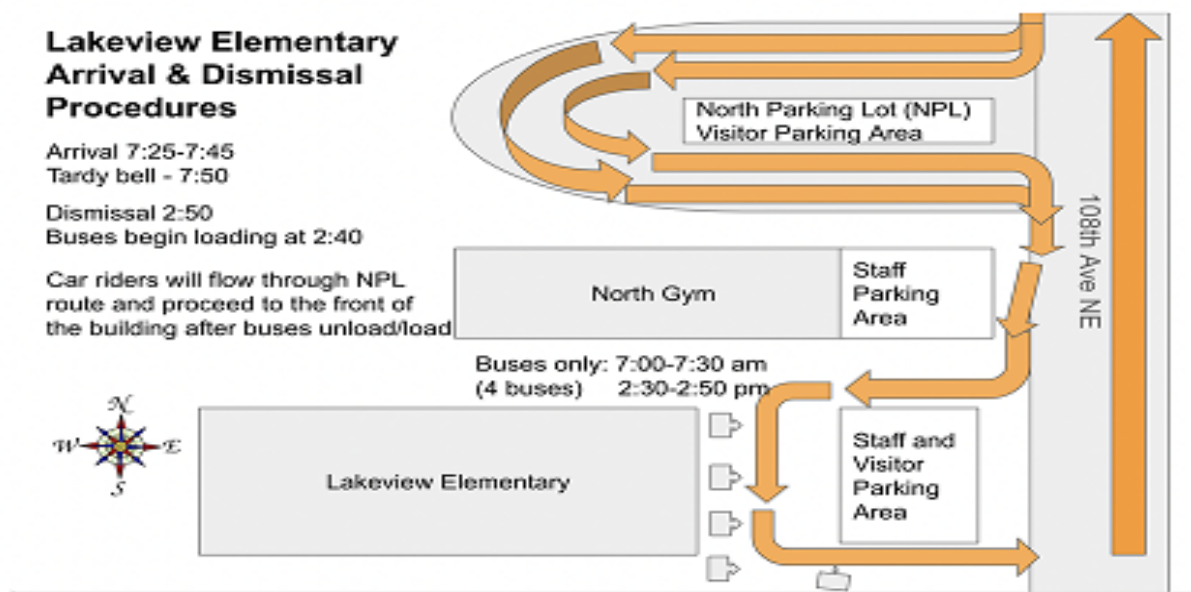 Lakeview Elementary
Arrival & Dismissal
Procedures
Arrival 7:25-7:45
Tardy bell - 7:50
Dismissal 2:50
Buses begin loading at 2:40
Car riders will flow through NPL
route and proceed to the front of
the building after buses unload/load
North Parking Lot (NPL)
Visitor Parking Area
108th Ave NE
North Gym
Staff
Parking
Area
Buses only: 7:00-7:30 am
(4 buses) 2:30-2:50 pm
N
W
E
S
Lakeview Elementary
Staff and
Visitor
Parking
Area